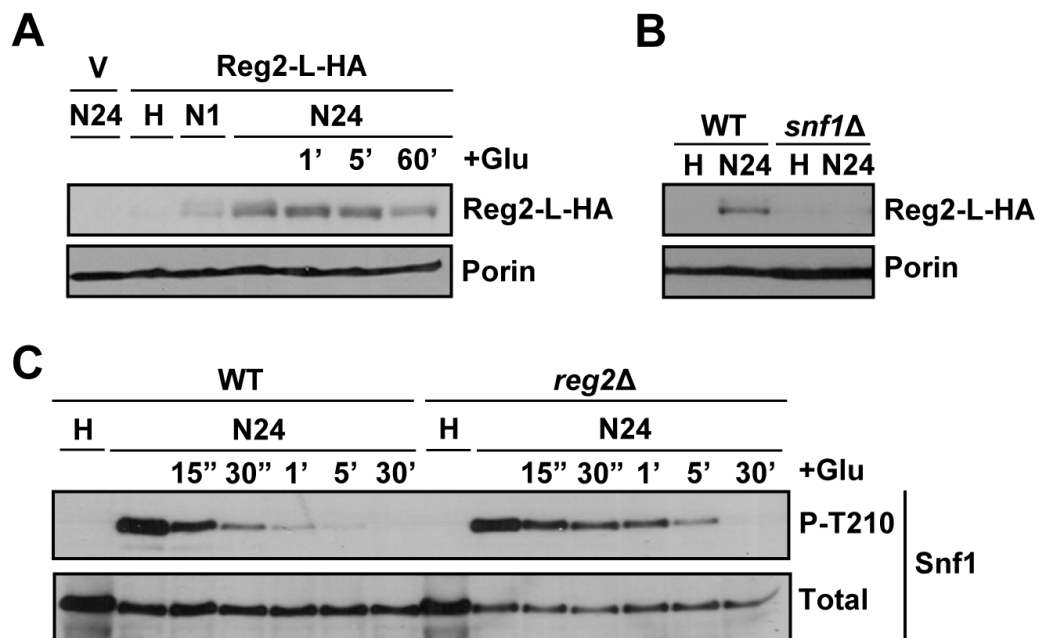 A
V Reg2-L-HA
N24 H N1 N24
1’ 5’ 60’ +Glu
Reg2-L-HA
Porin
B
WT snf1Δ
H N24 H N24
Reg2-L-HA
Porin
C
WT reg2Δ
H N24 H N24
15” 30” 1’ 5’ 30’ 15” 30” 1’ 5’ 30’ +Glu
P-T210
Snf1
Total